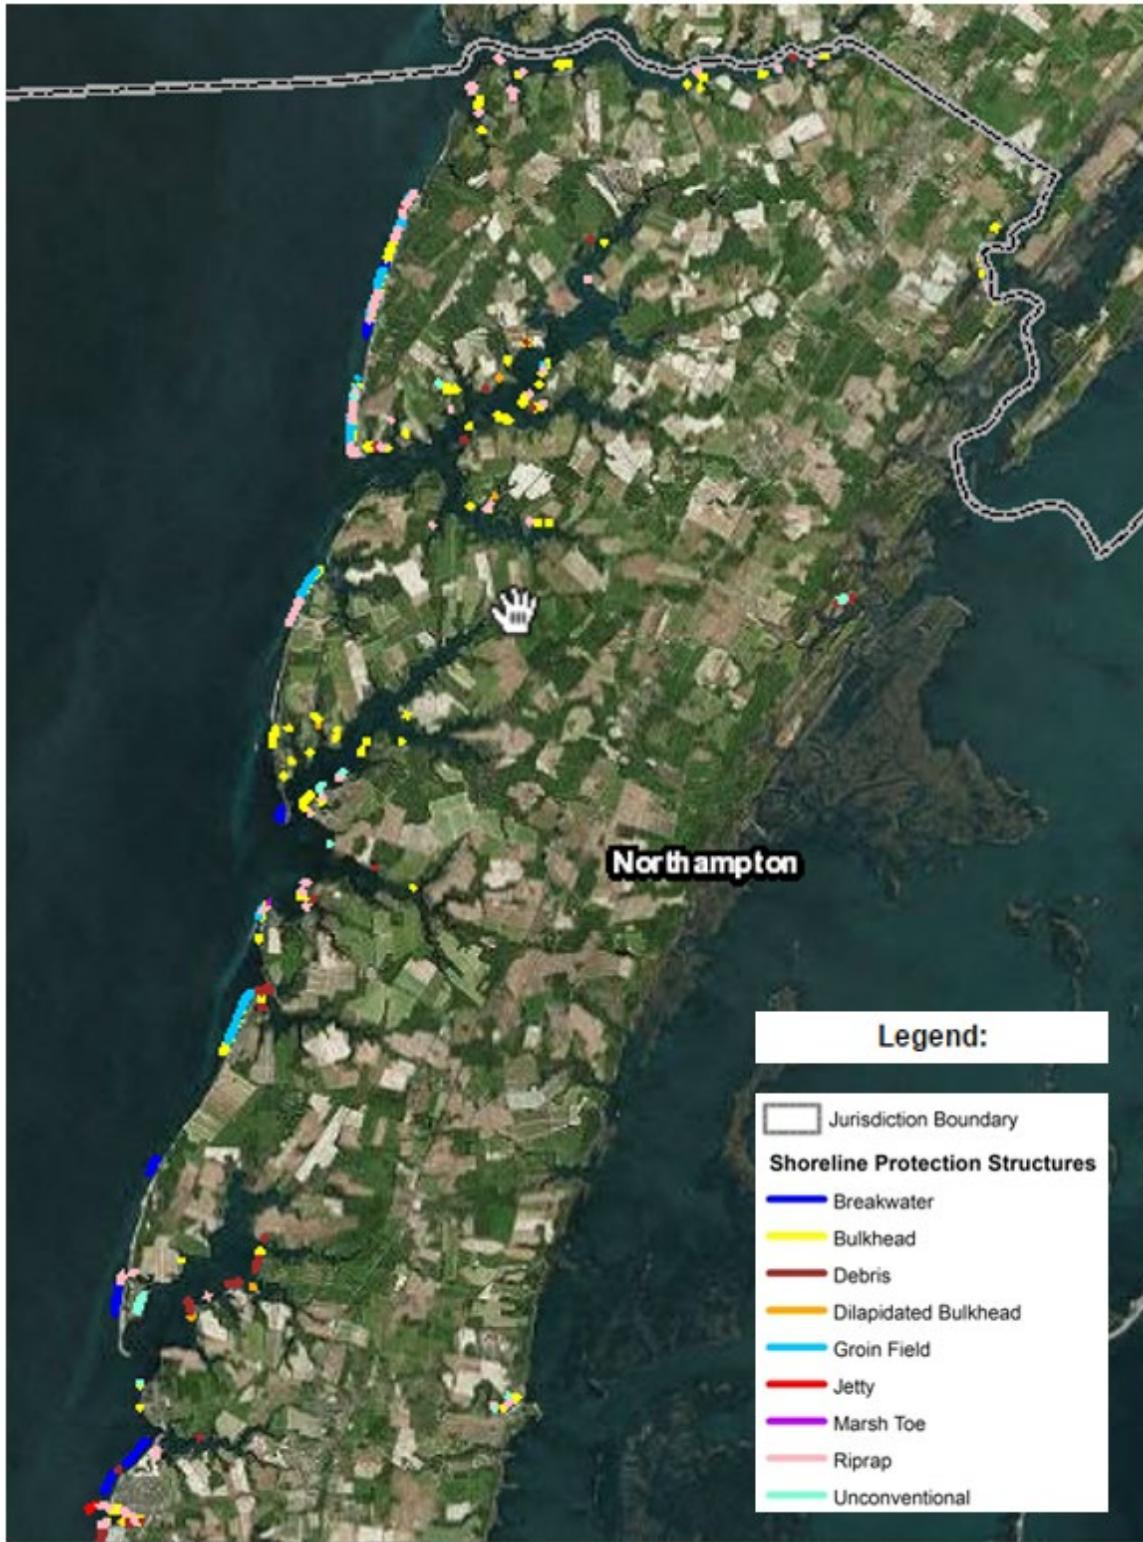 Northampton
Legend:
Jurisdiction Boundary
Shoreline Protection Structures
Breakwater
Bulkhead
Debris
Dilapidated Bulkhead
Groin Field
Jetty
Marsh Toe
Riprap
Unconventional